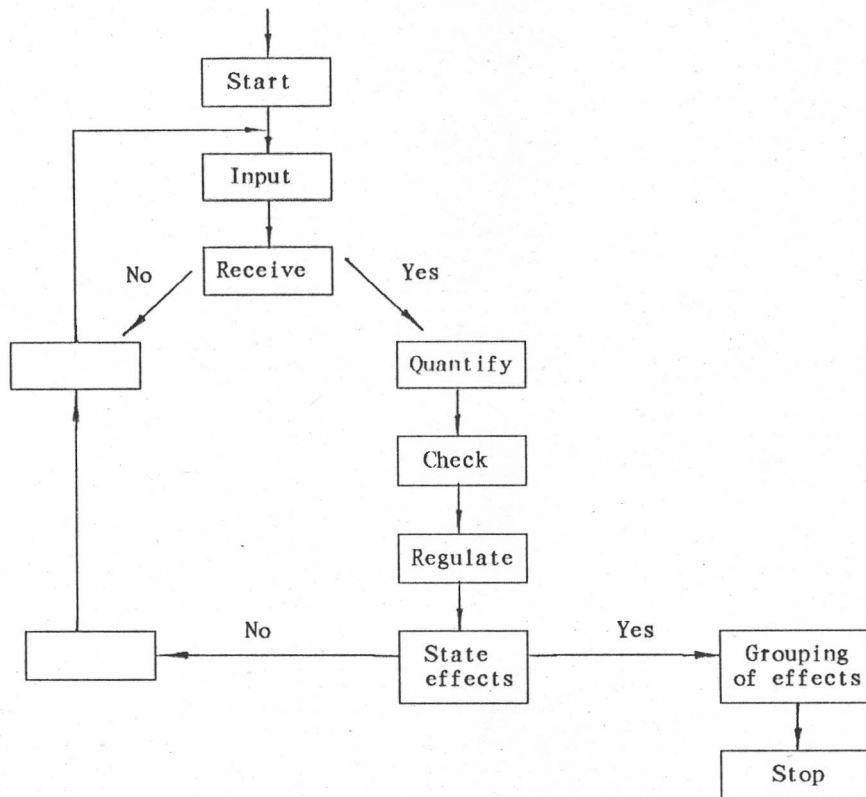 Start
Input
Receive
No
Yes
Quantify
Check
Regulate
No
State
effects
Yes
Grouping
of effects
Stop